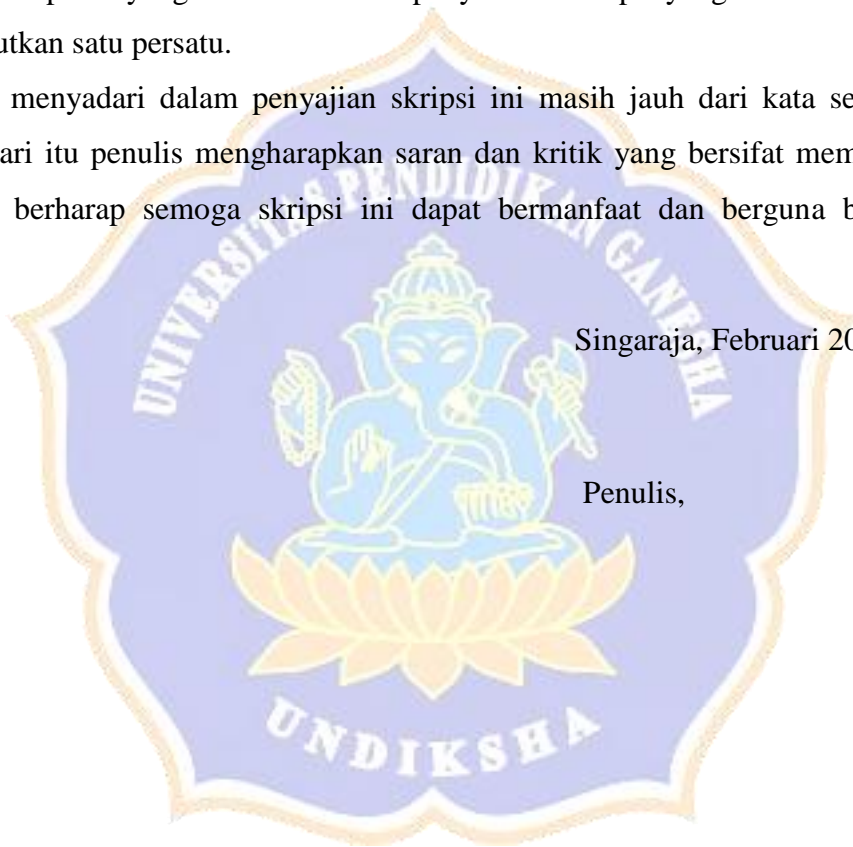 utkan satu persatu.
menyadari dalam penyajian skripsi ini masih jauh dari kata se
ari itu penulis mengharapkan saran dan kritik yang bersifat mem
berharap semoga skripsi ini dapat bermanfaat dan berguna b
UNIVERSITAS PENDIDIKAN GANESHA
Singaraja, Februari 20
Penulis,
UNDIKSHA